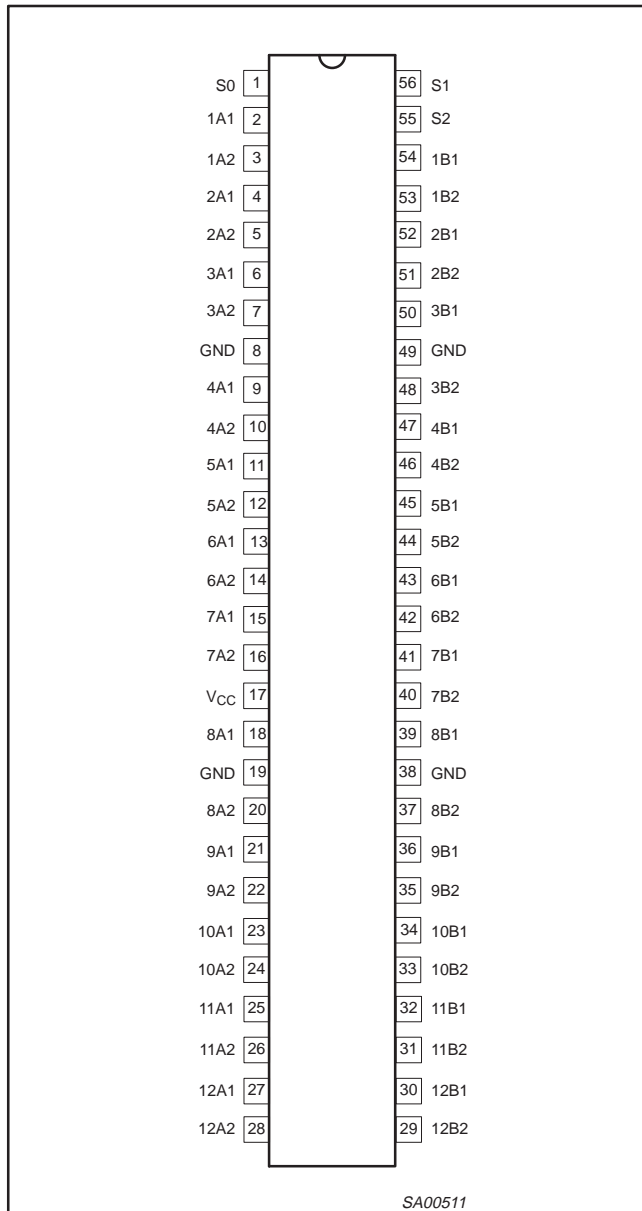 S0 1 56 S1
1A1 2 55 S2
1A2 3 54 1B1
2A1 4 53 1B2
2A2 5 52 2B1
3A1 6 51 2B2
3A2 7 50 3B1
GND 8 49 GND
4A1 9 48 3B2
4A2 10 47 4B1
5A1 11 46 4B2
5A2 12 45 5B1
6A1 13 44 5B2
6A2 14 43 6B1
7A1 15 42 6B2
7A2 16 41 7B1
VCC 17 40 7B2
8A1 18 39 8B1
GND 19 38 GND
8A2 20 37 8B2
9A1 21 36 9B1
9A2 22 35 9B2
10A1 23 34 10B1
10A2 24 33 10B2
11A1 25 32 11B1
11A2 26 31 11B2
12A1 27 30 12B1
12A2 28 29 12B2
SA00511